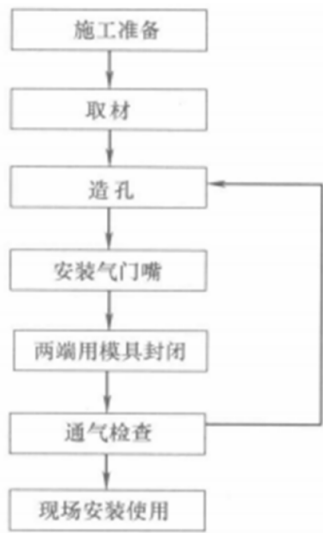 施工准备
取材
造孔
安装气门嘴
两端用模具封闭
通气检查
现场安装使用